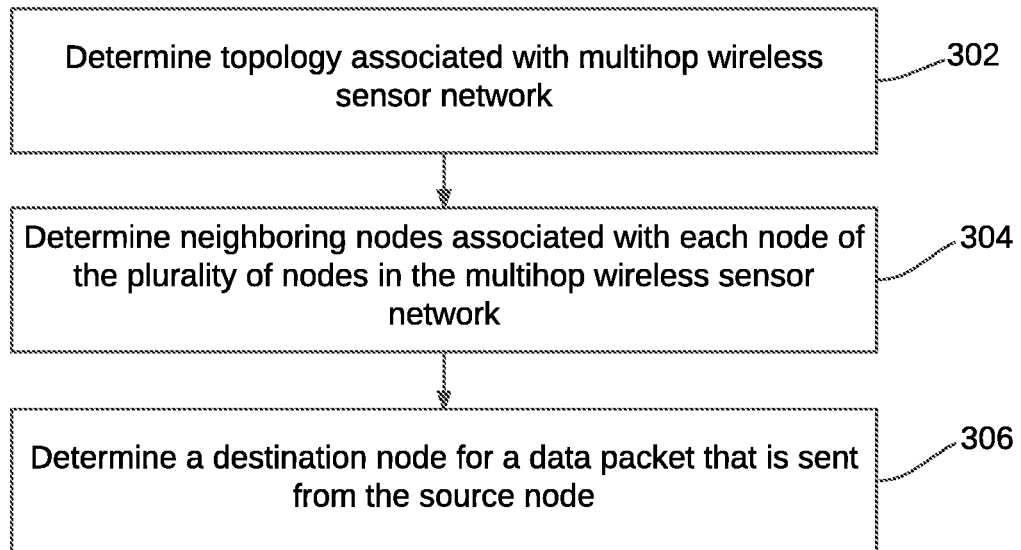 Determine topology associated with multihop wireless
sensor network
302
Determine neighboring nodes associated with each node of
the plurality of nodes in the multihop wireless sensor
network
304
Determine a destination node for a data packet that is sent
from the source node
306